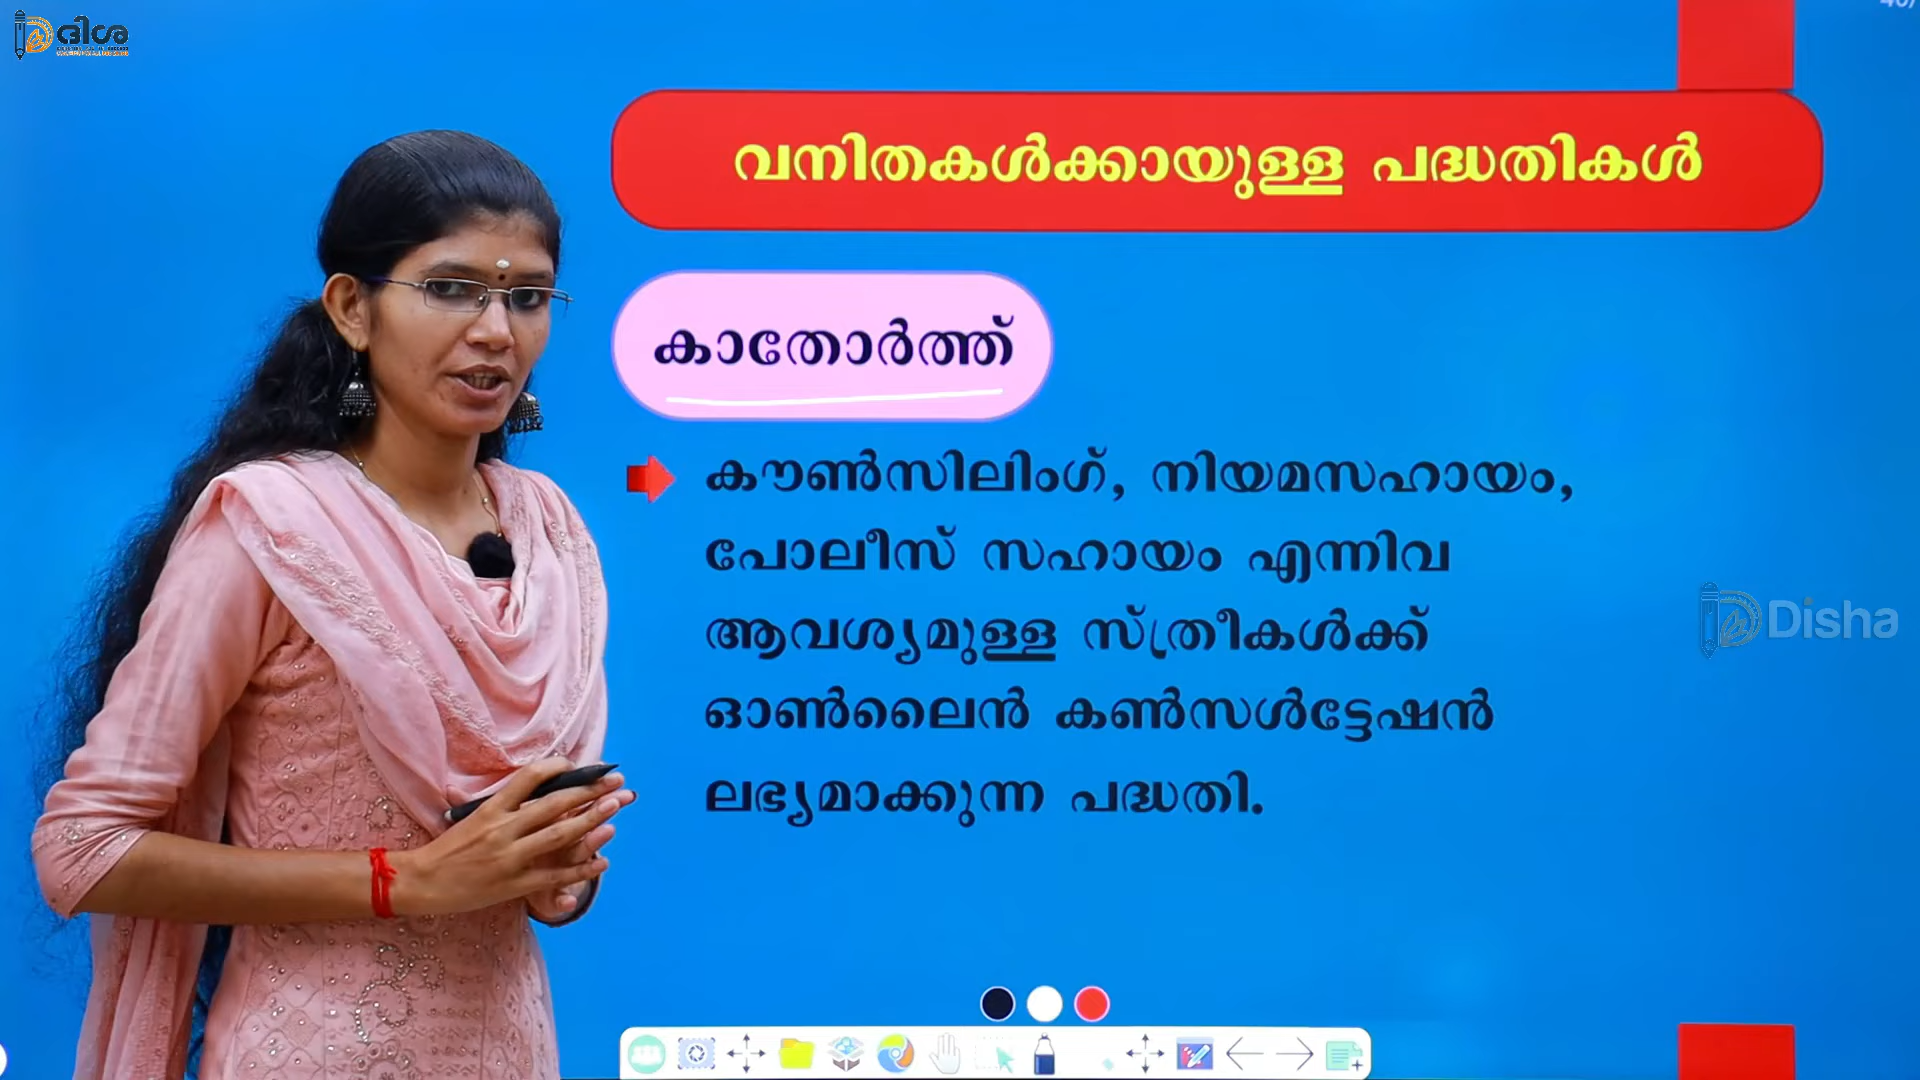 ദിശ
വനിതകൾക്കായുള്ള പദ്ധതികൾ
കാതോർത്ത്
കൗൺസിലിംഗ്, നിയമസഹായം,
പോലീസ് സഹായം എന്നിവ
ആവശ്യമുള്ള സ്ത്രീകൾക്ക്
ഓൺലൈൻ കൺസൾട്ടേഷൻ
ലഭ്യമാക്കുന്ന പദ്ധതി.
Disha